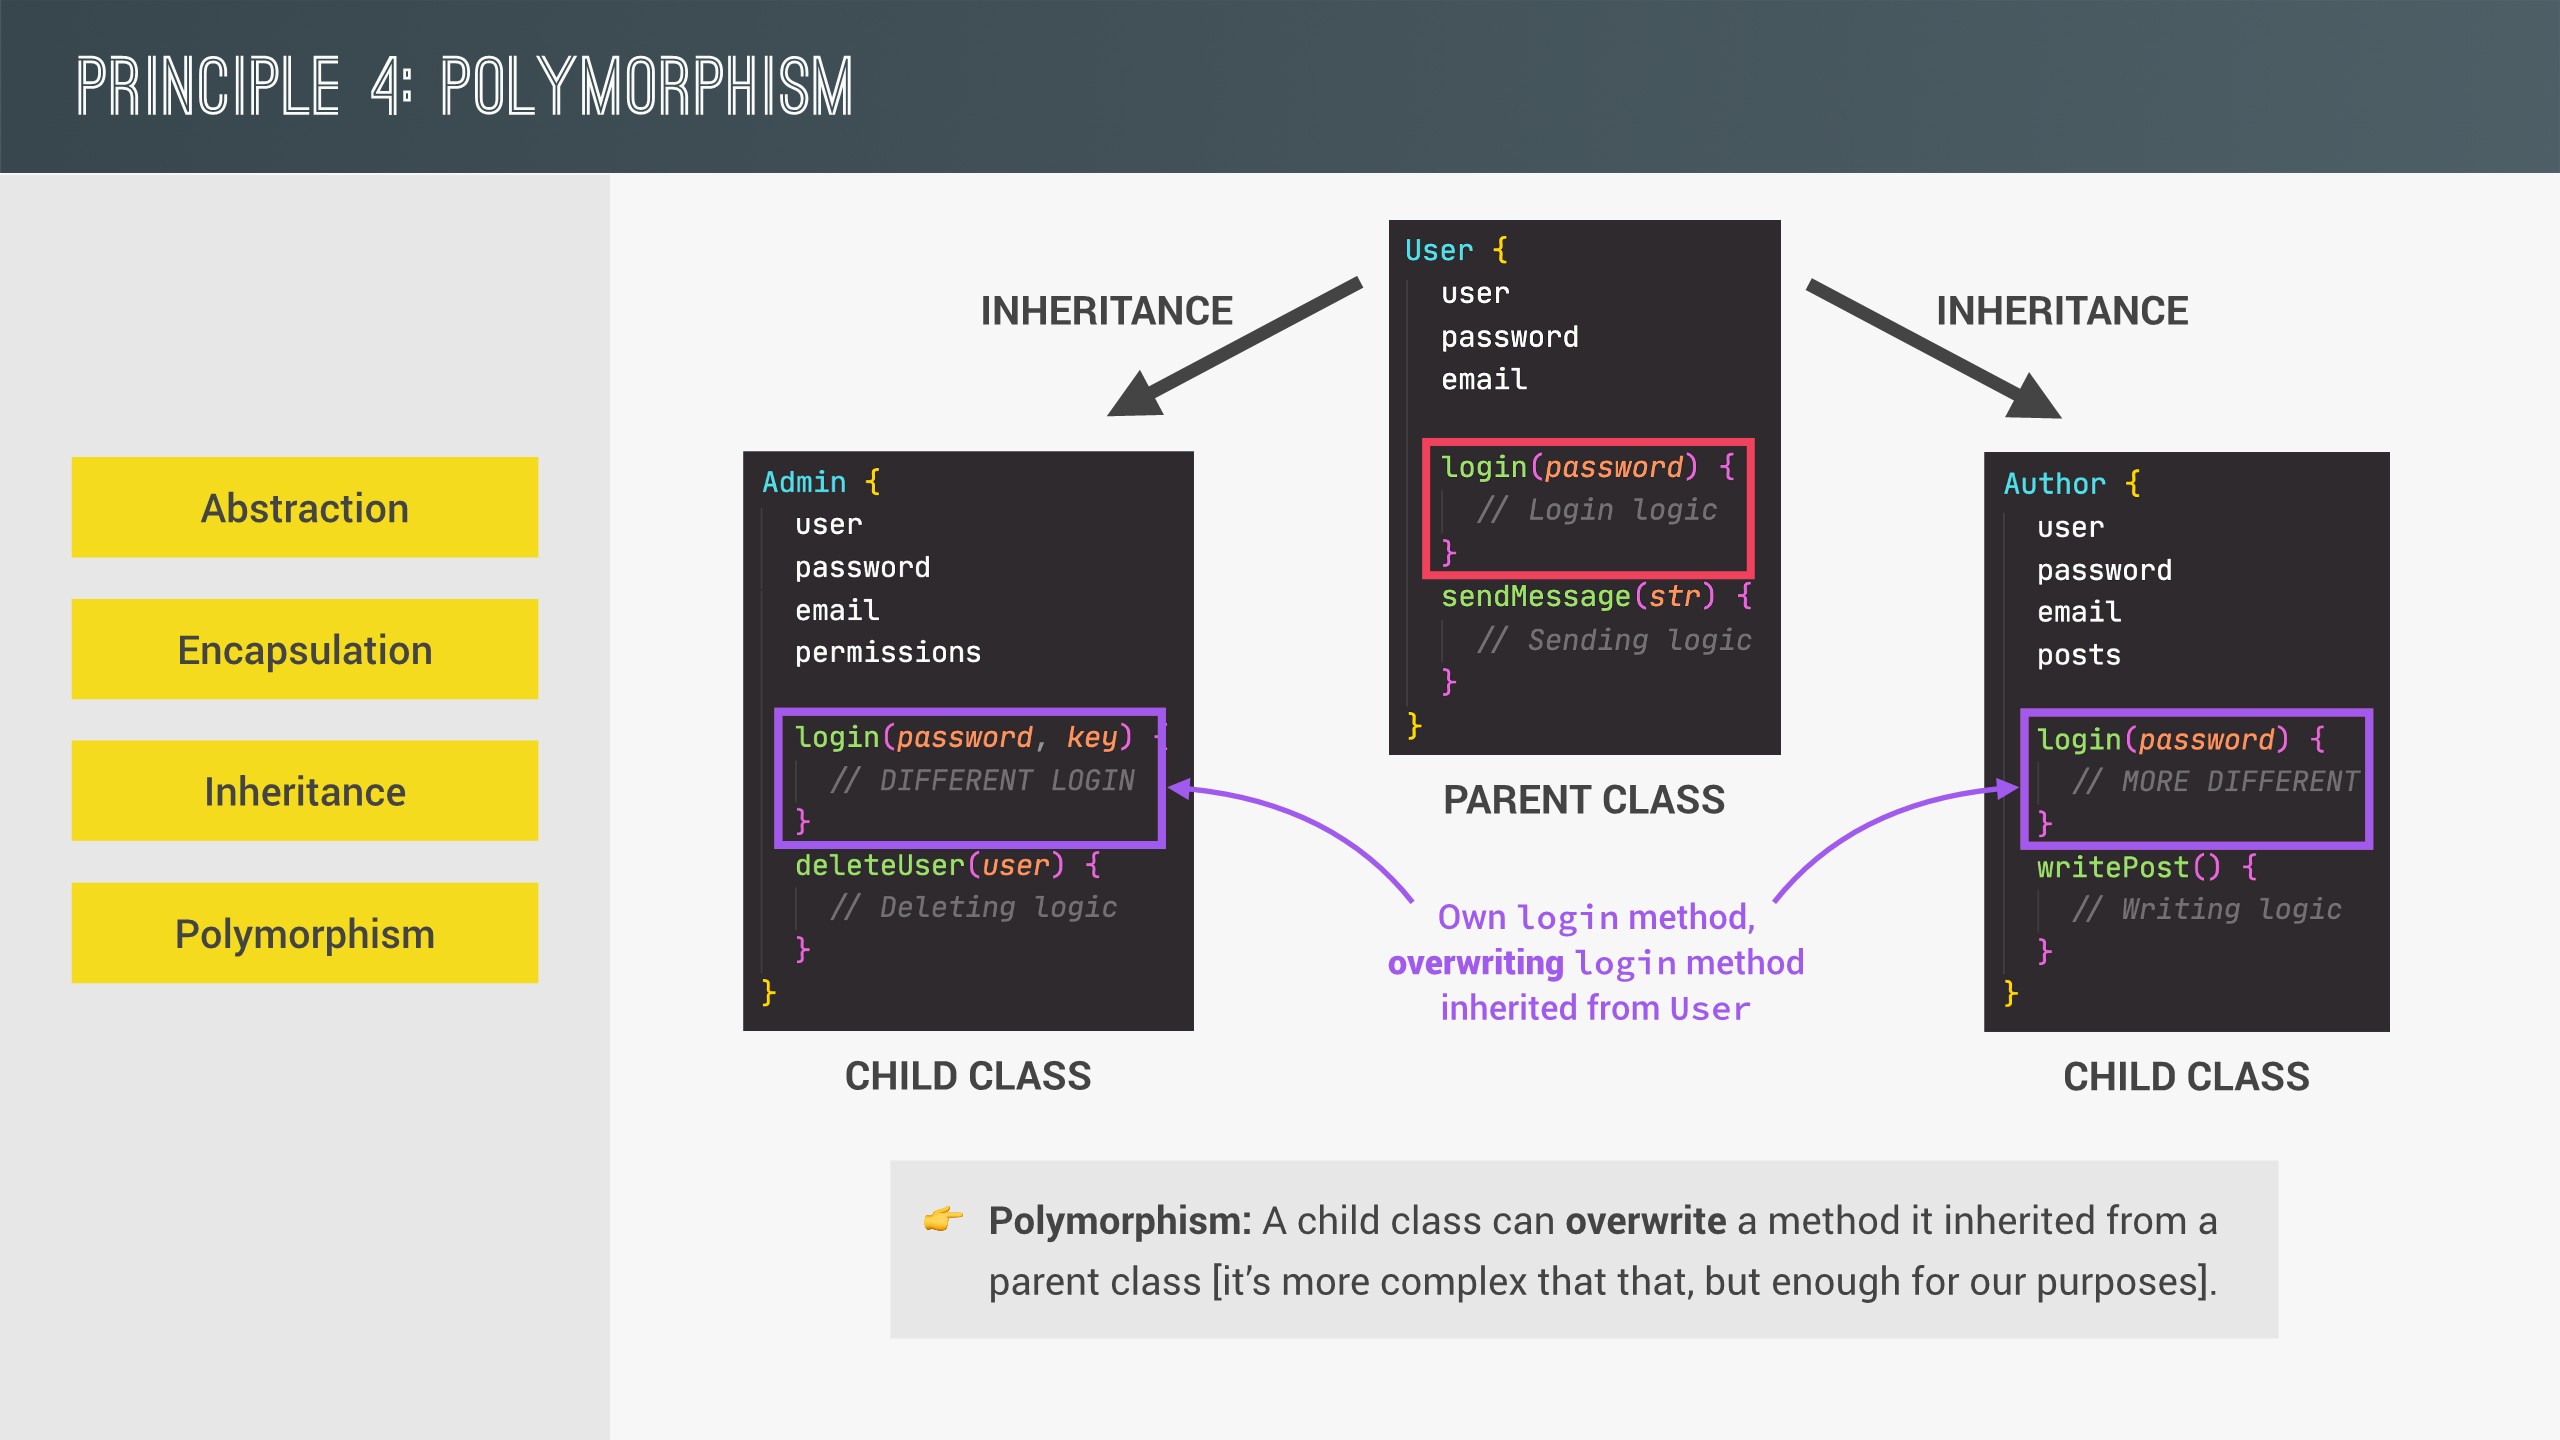 PRINCIPLE 4: POLYMORPHISM
Abstraction
Encapsulation
Inheritance
Polymorphism
INHERITANCE
INHERITANCE
User {
user
password
email
login(password) {
// Login logic
}
sendMessage(str) {
// Sending logic
}
}
PARENT CLASS
Admin {
user
password
email
permissions
login(password, key) {
// DIFFERENT LOGIN
}
deleteUser(user) {
// Deleting logic
}
}
CHILD CLASS
Own login method,
overwriting login method
inherited from User
Author {
user
password
email
posts
login(password) {
// MORE DIFFERENT
}
writePost() {
// Writing logic
}
}
CHILD CLASS
👉 Polymorphism: A child class can overwrite a method it inherited from a
parent class [it’s more complex that that, but enough for our purposes].